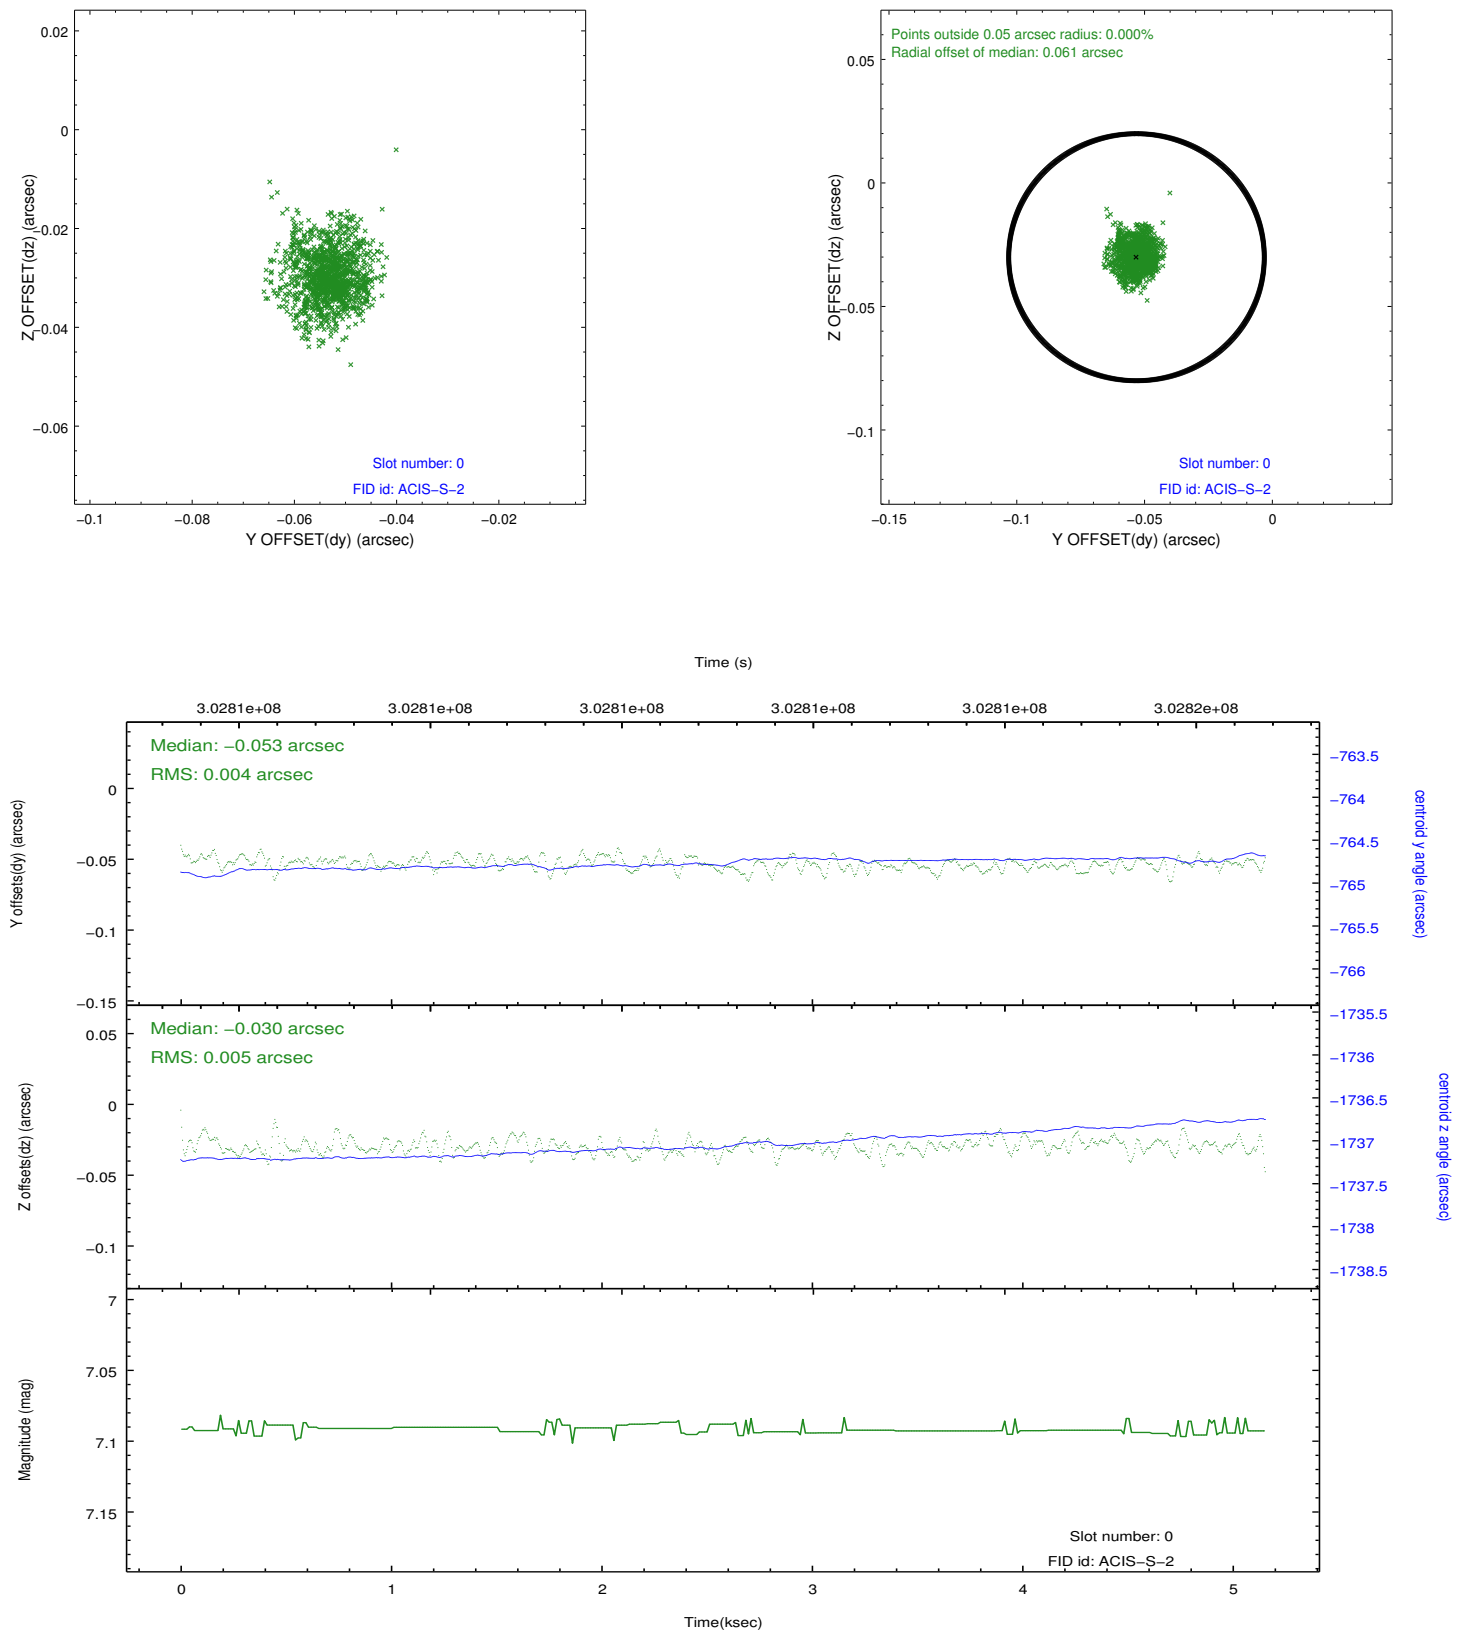 0.02
0
−0.02
−0.04
−0.06
Z OFFSET(dz) (arcsec)
Slot number: 0
FID id: ACIS−S−2
−0.1
−0.08
−0.06
−0.04
−0.02
Y OFFSET(dy) (arcsec)
Points outside 0.05 arcsec radius: 0.000%
Radial offset of median: 0.061 arcsec
0.05
0
−0.05
−0.1
Z OFFSET(dz) (arcsec)
Slot number: 0
FID id: ACIS−S−2
−0.15
−0.1
−0.05
0
Y OFFSET(dy) (arcsec)
Time (s)
3.0281e+08
3.0281e+08
3.0281e+08
3.0281e+08
3.0281e+08
3.0282e+08
Median: −0.053 arcsec
RMS: 0.004 arcsec
0
−0.05
−0.1
−0.15
Y offsets(dy) (arcsec)
−763.5
−764
−764.5
−765
−765.5
−766
centroid y angle (arcsec)
Median: −0.030 arcsec
RMS: 0.005 arcsec
0.05
0
−0.05
−0.1
Z offsets(dz) (arcsec)
−1735.5
−1736
−1736.5
−1737
−1737.5
−1738
−1738.5
centroid z angle (arcsec)
7
7.05
7.1
7.15
Magnitude (mag)
Slot number: 0
FID id: ACIS−S−2
0
1
2
3
4
5
Time(ksec)